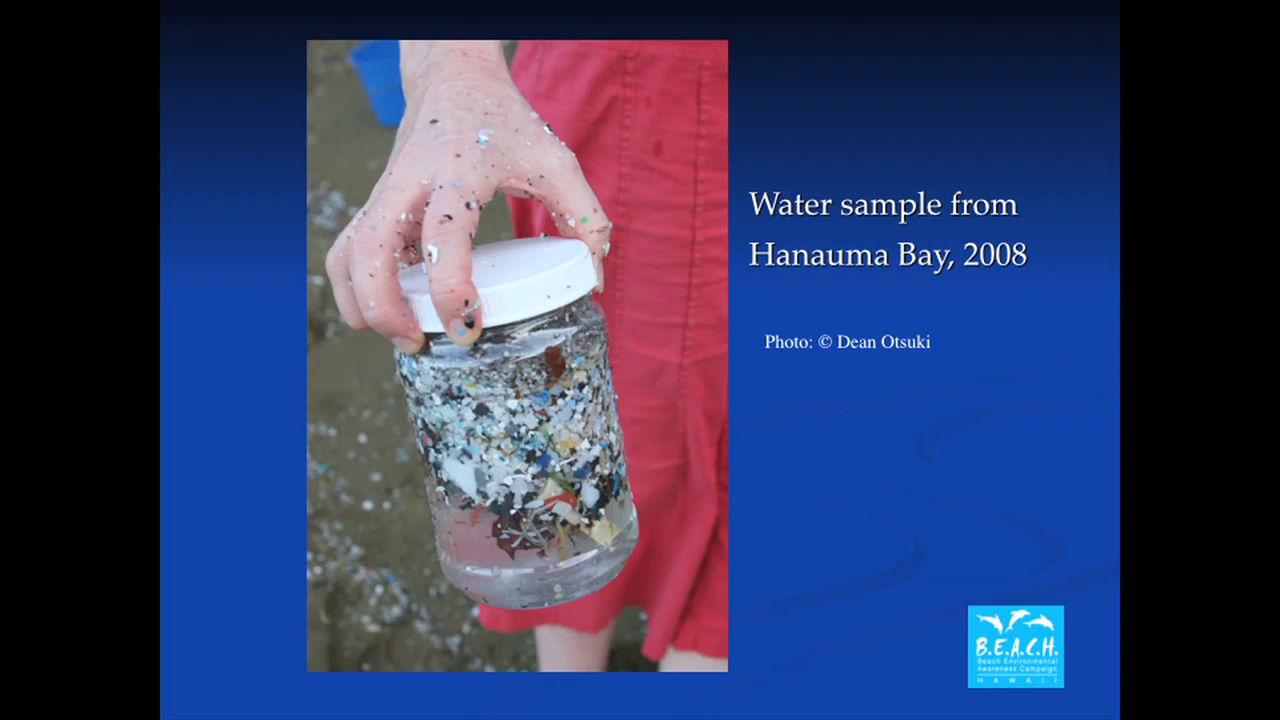 Water sample from
Hanauma Bay, 2008
Photo: © Dean Otsuki
B.E.A.C.H.
Beach Environmental
Awareness Campaign
HAWAII